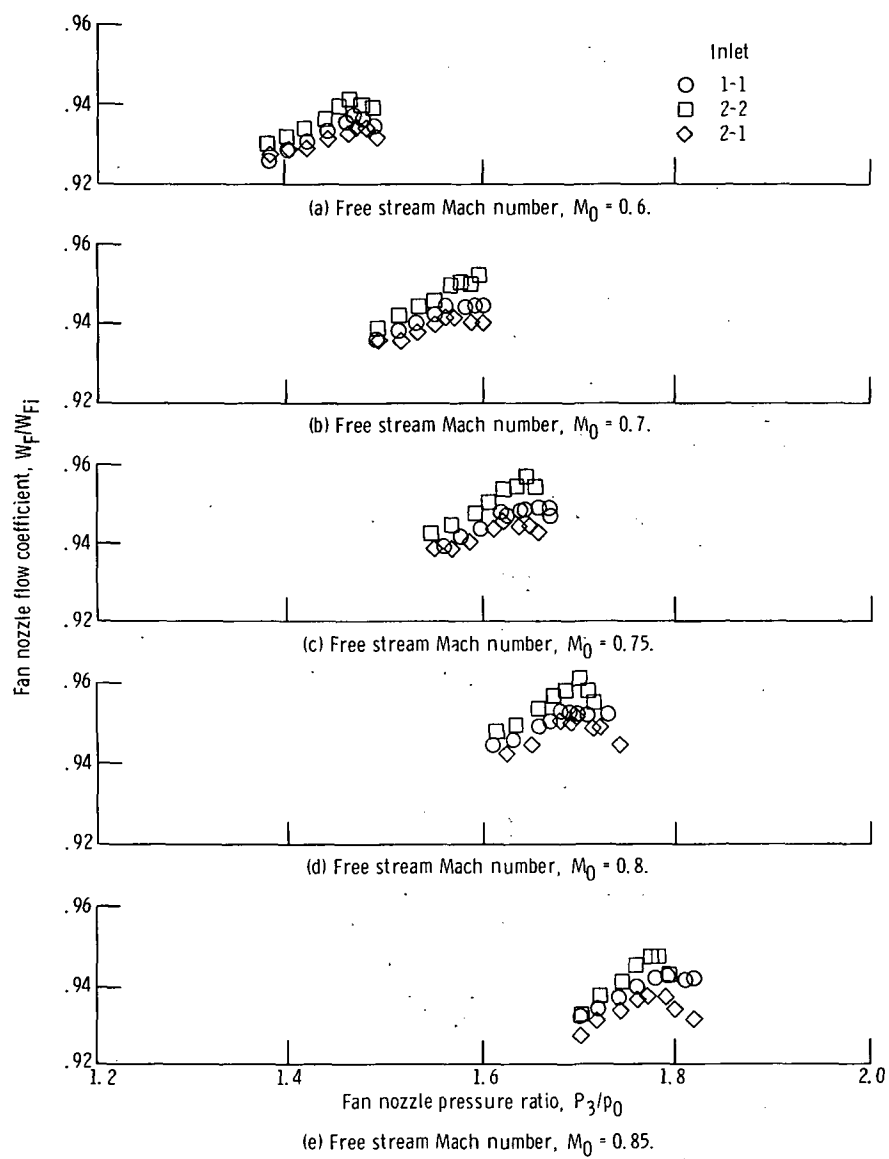 .96
.94
.92
Inlet
1-1
2-2
2-1
(a) Free stream Mach number, M0 = 0.6.
.96
.94
.92
(b) Free stream Mach number, M0 = 0.7.
.96
.94
.92
(c) Free stream Mach number, M0 = 0.75.
.96
.94
.92
(d) Free stream Mach number, M0 = 0.8.
.96
.94
.92
1.2 1.4 1.6 1.8 2.0
Fan nozzle pressure ratio, P3/p0
(e) Free stream Mach number, M0 = 0.85.
Fan nozzle flow coefficient, WF/WFi